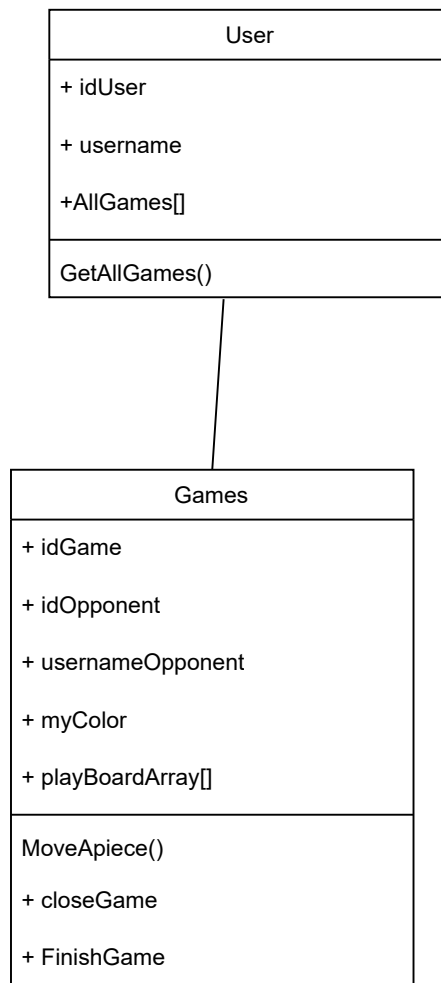 User
+ idUser
+ username
+AllGames[]
GetAllGames()
Games
+ idGame
+ idOpponent
+ usernameOpponent
+ myColor
+ playBoardArray[]
MoveApiece()
+ closeGame
+ FinishGame